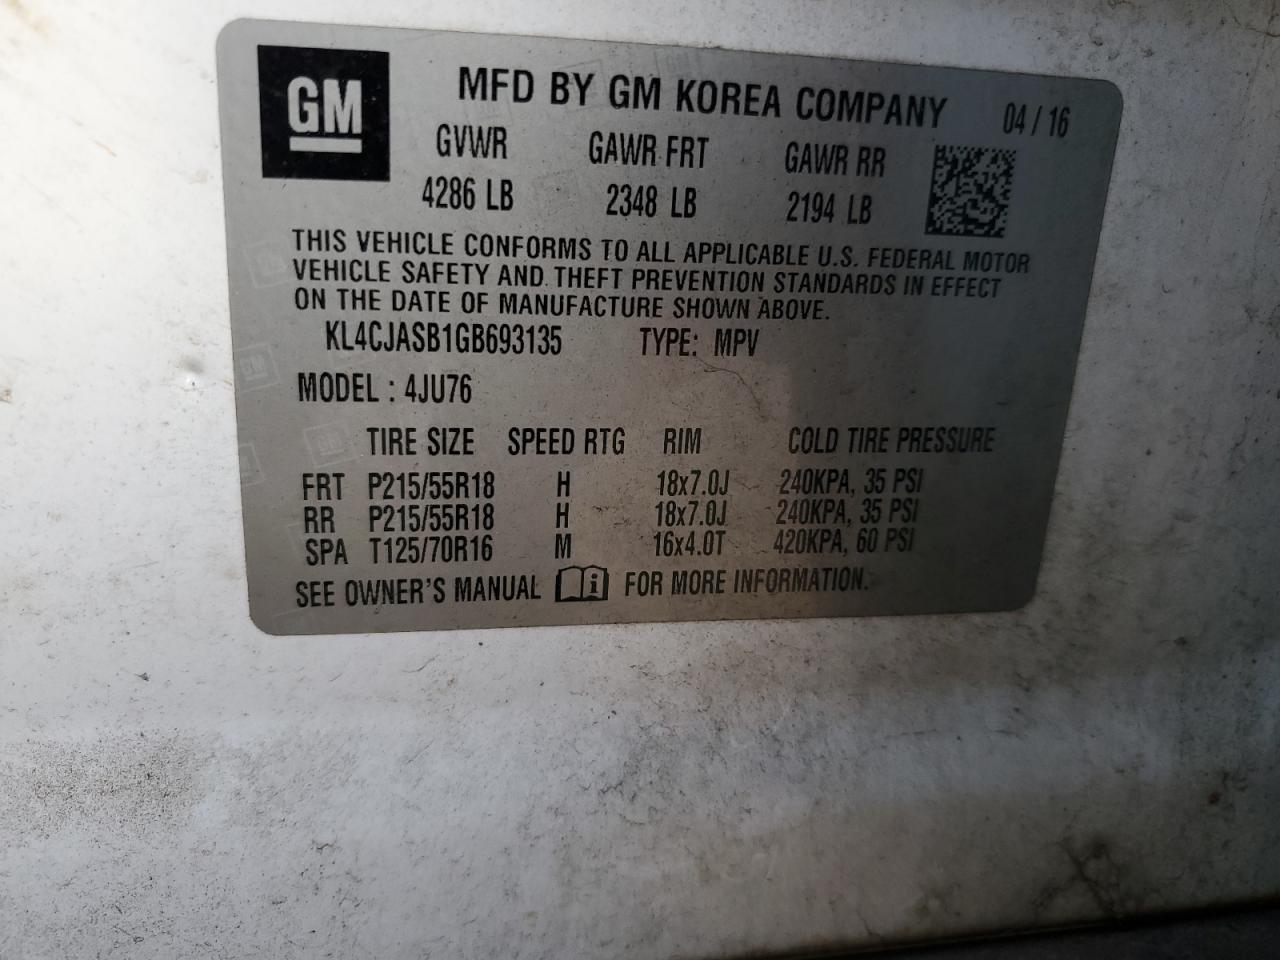 GM
MFD BY GM KOREA COMPANY 04 / 16
GVWR GAWR FRT GAWR RR
4286 LB 2348 LB 2194 LB
THIS VEHICLE CONFORMS TO ALL APPLICABLE U.S. FEDERAL MOTOR
VEHICLE SAFETY AND THEFT PREVENTION STANDARDS IN EFFECT
ON THE DATE OF MANUFACTURE SHOWN ABOVE.
KL4CJASB1GB693135 TYPE: MPV
MODEL : 4JU76
TIRE SIZE SPEED RTG RIM COLD TIRE PRESSURE
FRT P215/55R18 H 18x7.0J 240KPA, 35 PSI
RR P215/55R18 H 18x7.0J 240KPA, 35 PSI
SPA T125/70R16 M 16x4.0T 420KPA, 60 PSI
SEE OWNER'S MANUAL i FOR MORE INFORMATION.